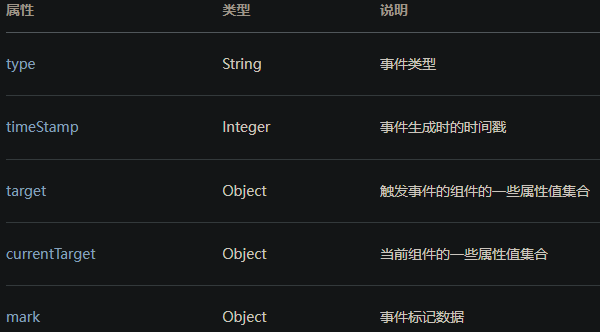 属性 类型 说明
type String 事件类型
timeStamp Integer 事件生成时的时间戳
target Object 触发事件的组件的一些属性值集合
currentTarget Object 当前组件的一些属性值集合
mark Object 事件标记数据